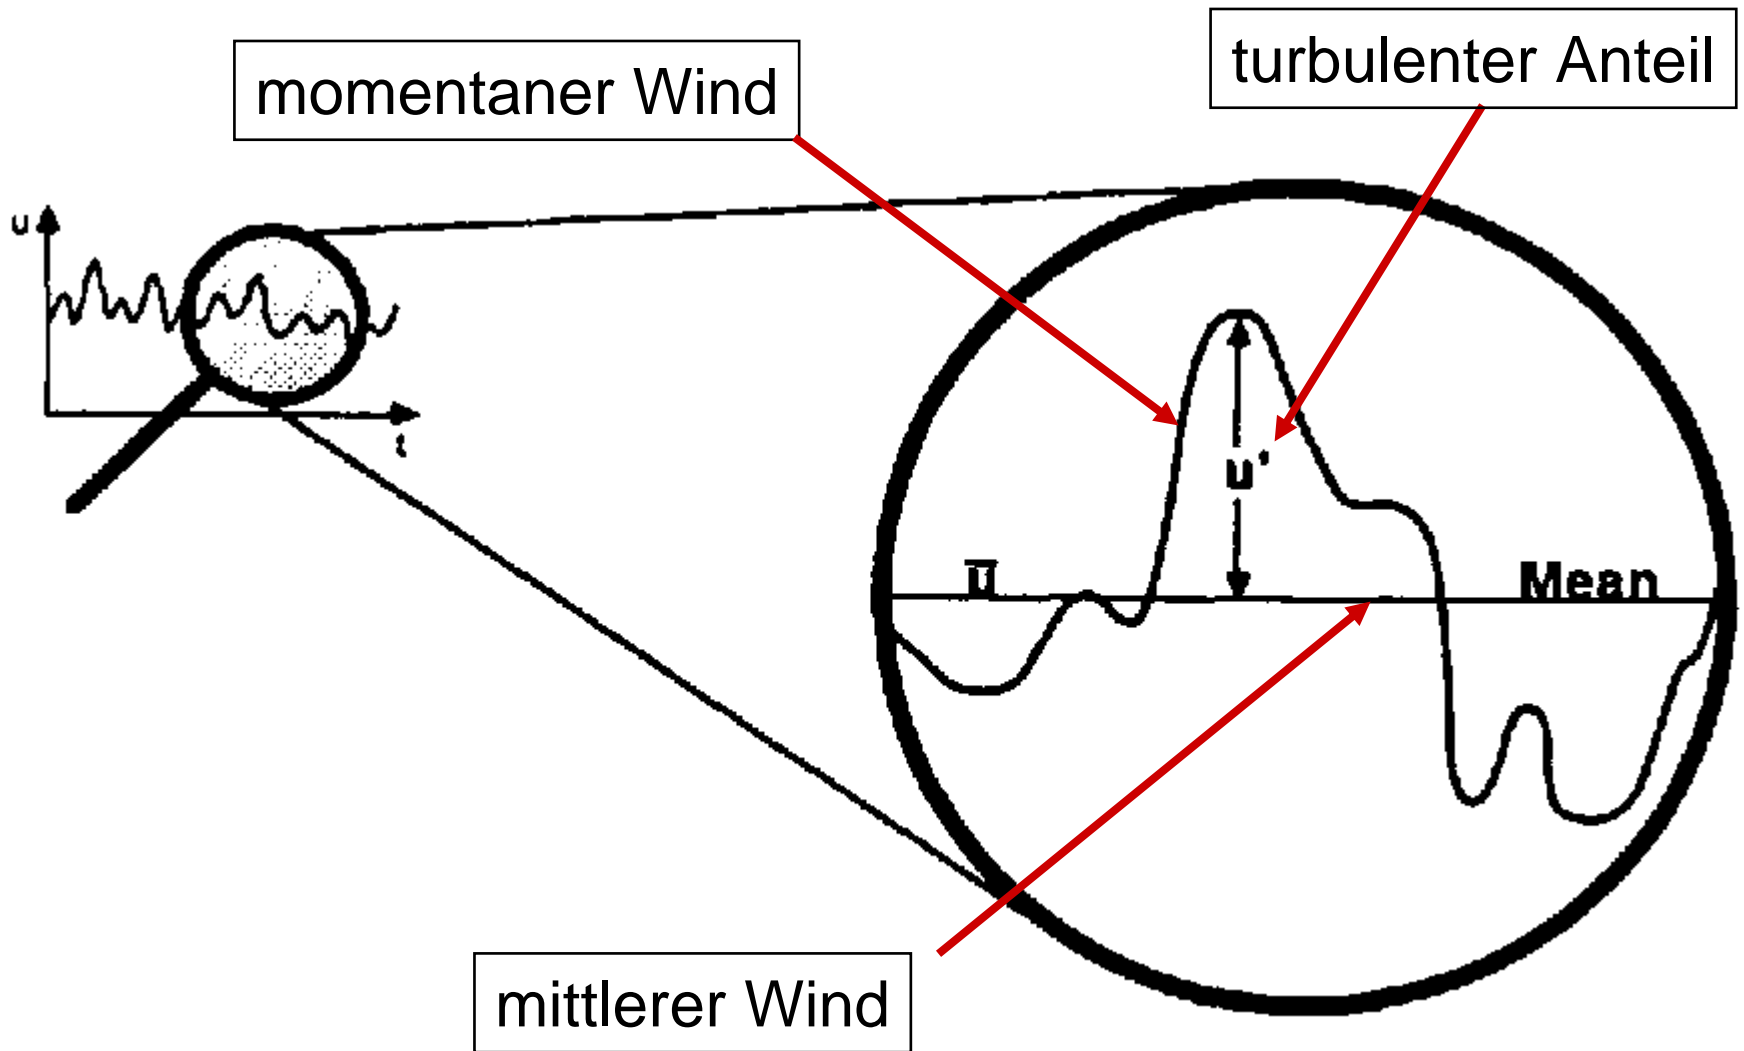 momentaner Wind
turbulenter Anteil
u
t
u'
u̅
Mean
mittlerer Wind